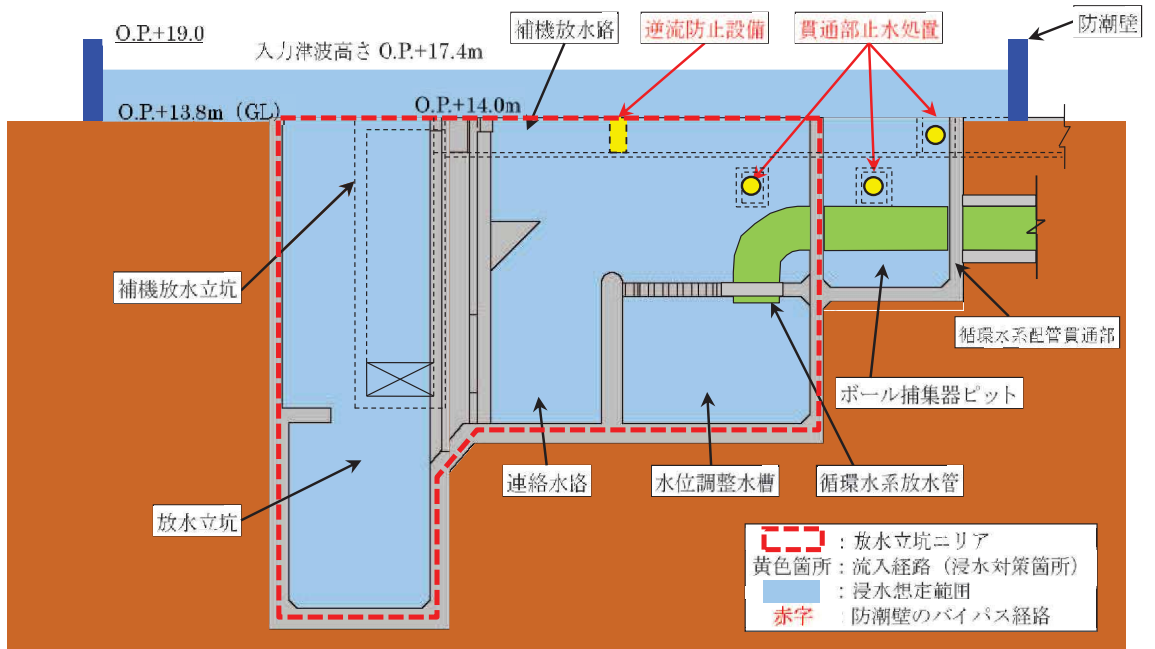 O.P.+19.0
補機放水路
逆流防止設備
貫通部止水処置
防潮壁
入力津波高さ O.P.+17.4m
O.P.+13.8m (GL)
O.P.+14.0m
補機放水立坑
循環水系配管貫通部
ボール捕集器ピット
連絡水路
水位調整水槽
循環水系放水管
放水立坑
：放水立坑エリア
黄色箇所：流入経路（浸水対策箇所）
：浸水想定範囲
赤字：防潮壁のバイパス経路